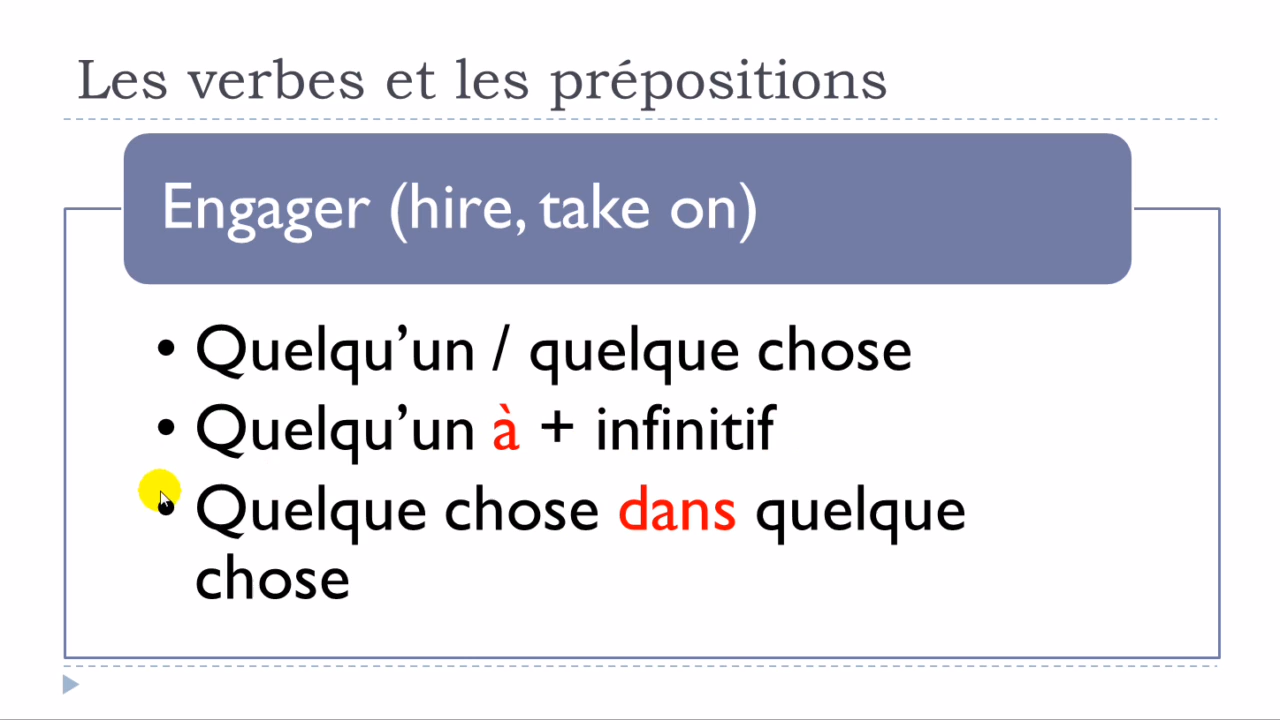 Les verbes et les prépositions
Engager (hire, take on)
• Quelqu’un / quelque chose
• Quelqu’un à + infinitif
• Quelque chose dans quelque
chose